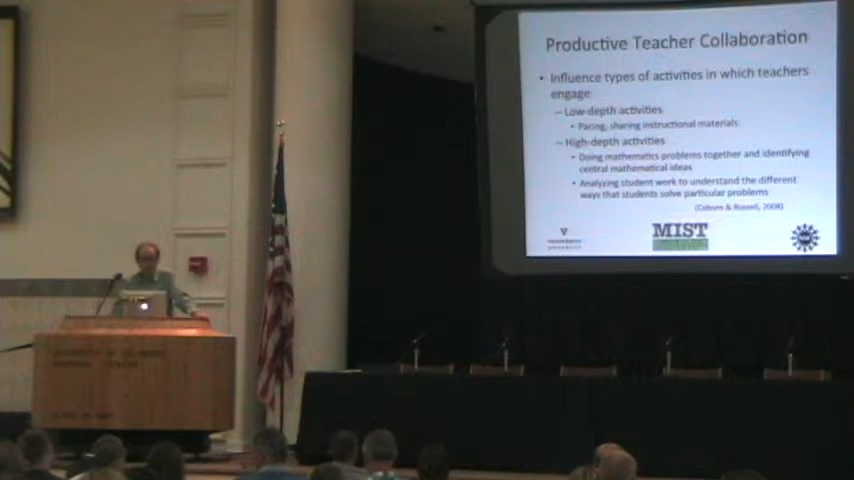 Productive Teacher Collaboration
• Influence types of activities in which teachers
engage
– Low-depth activities
• Pacing, sharing instructional materials
– High-depth activities
• Doing mathematics problems together and identifying
central mathematical ideas
• Analyzing student work to understand the different
ways that students solve particular problems
(Coburn & Russell, 2008)
V
VANDERBILT
MIST